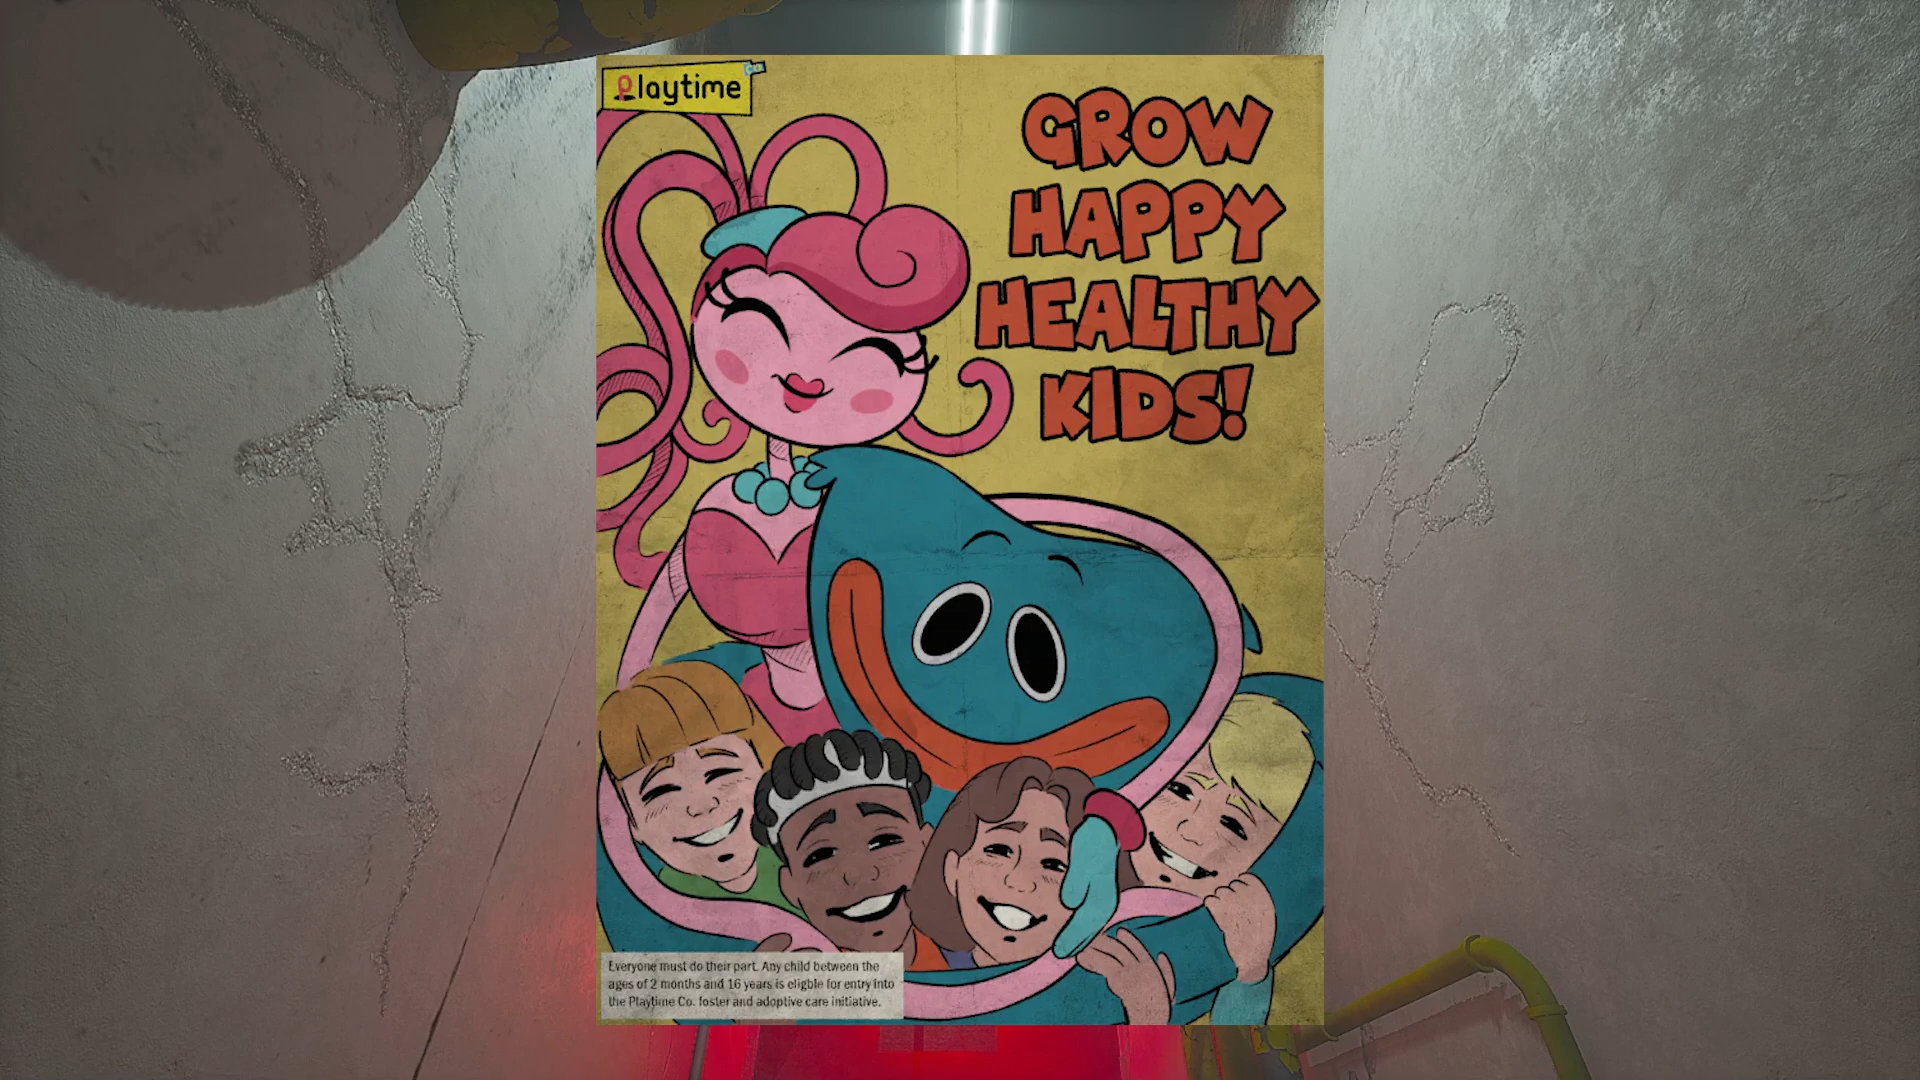 Playtime Co.
GROW
HAPPY
HEALTHY
KIDS!
Everyone must do their part. Any child between the
ages of 2 months and 16 years is eligble for entry into
the Playtime Co. foster and adoptive care initiative.